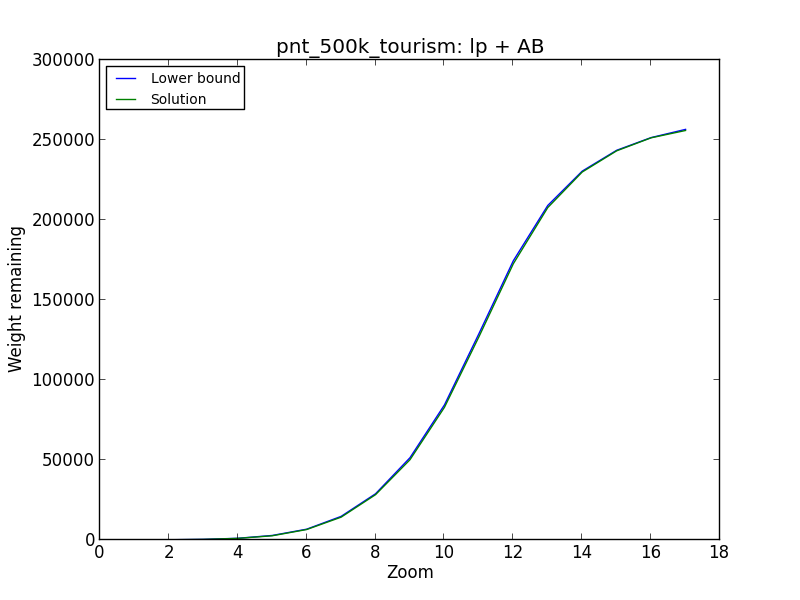 pnt_500k_tourism: lp + AB
300000
250000
200000
150000
100000
50000
0
Weight remaining
Lower bound
Solution
0 2 4 6 8 10 12 14 16 18
Zoom